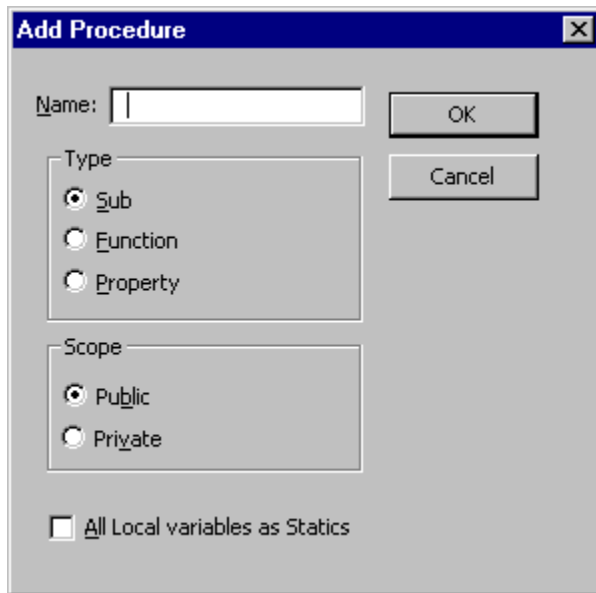 Add Procedure
Name:
OK
Cancel
Type
Sub
Function
Property
Scope
Public
Private
All Local variables as Statics